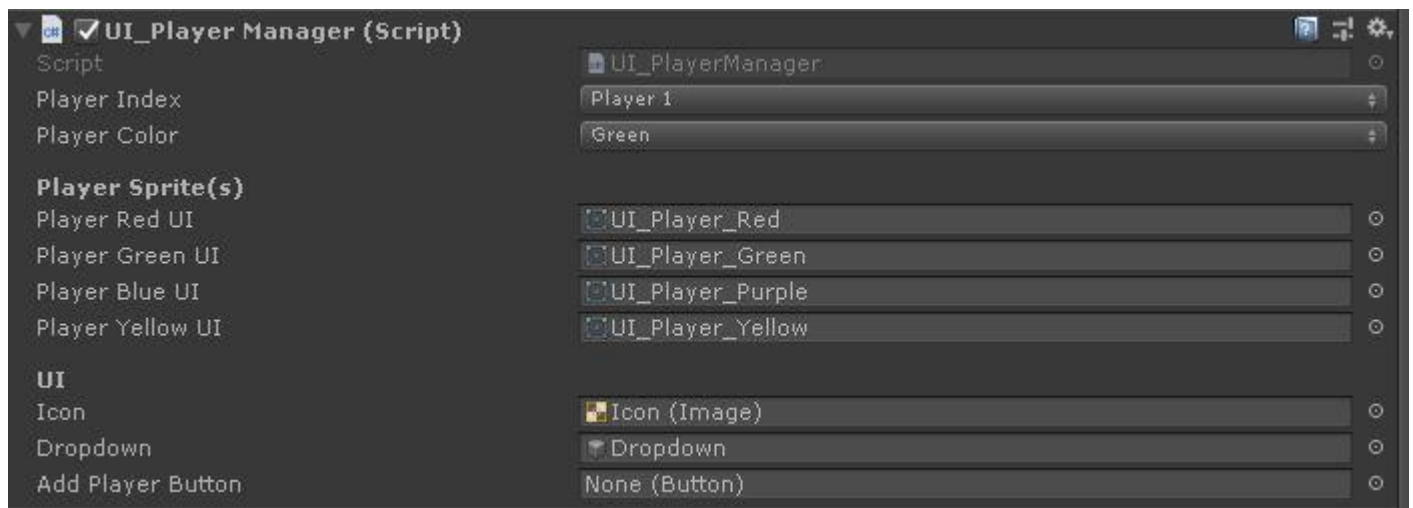 UI_Player Manager (Script)
Script UI_PlayerManager
Player Index Player 1
Player Color Green
Player Sprite(s)
Player Red UI UI_Player_Red
Player Green UI UI_Player_Green
Player Blue UI UI_Player_Purple
Player Yellow UI UI_Player_Yellow
UI
Icon Icon (Image)
Dropdown Dropdown
Add Player Button None (Button)